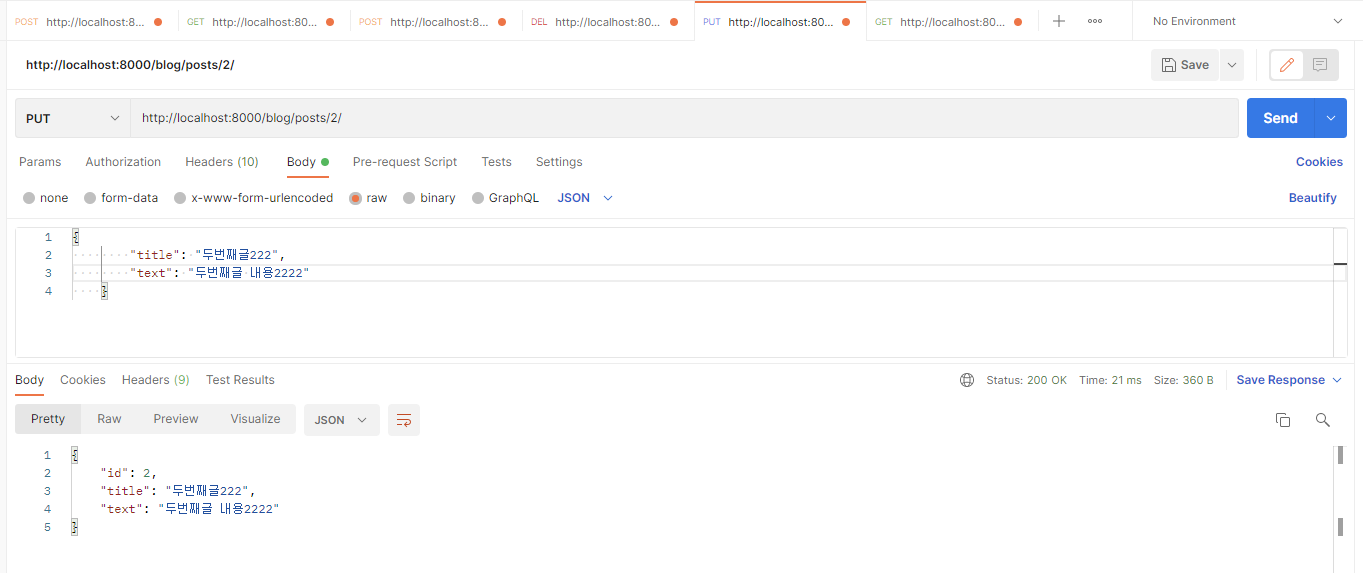 POST http://localhost:80... GET http://localhost:80... POST http://localhost:80... DEL http://localhost:80... PUT http://localhost:80... GET http://localhost:80... No Environment
http://localhost:8000/blog/posts/2/ Save
PUT http://localhost:8000/blog/posts/2/ Send
Params Authorization Headers (10) Body Pre-request Script Tests Settings Cookies
none form-data x-www-form-urlencoded raw binary GraphQL JSON Beautify
1 {
2 "title": "두번째글222",
3 "text": "두번째글 내용2222"
4 }
Body Cookies Headers (9) Test Results Status: 200 OK Time: 21 ms Size: 360 B Save Response
Pretty Raw Preview Visualize JSON
1 {
2 "id": 2,
3 "title": "두번째글222",
4 "text": "두번째글 내용2222"
5 }